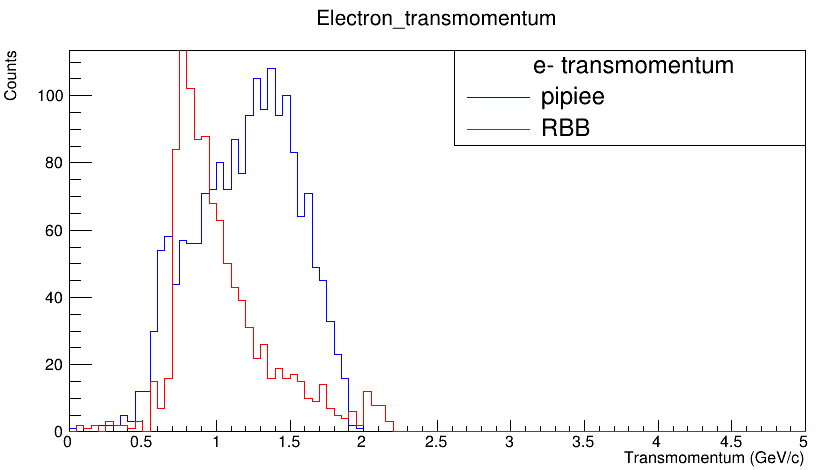 Electron_transmomentum
Counts
e- transmomentum
pipiee
RBB
100
80
60
40
20
0
0 0.5 1 1.5 2 2.5 3 3.5 4 4.5 5
Transmomentum (GeV/c)